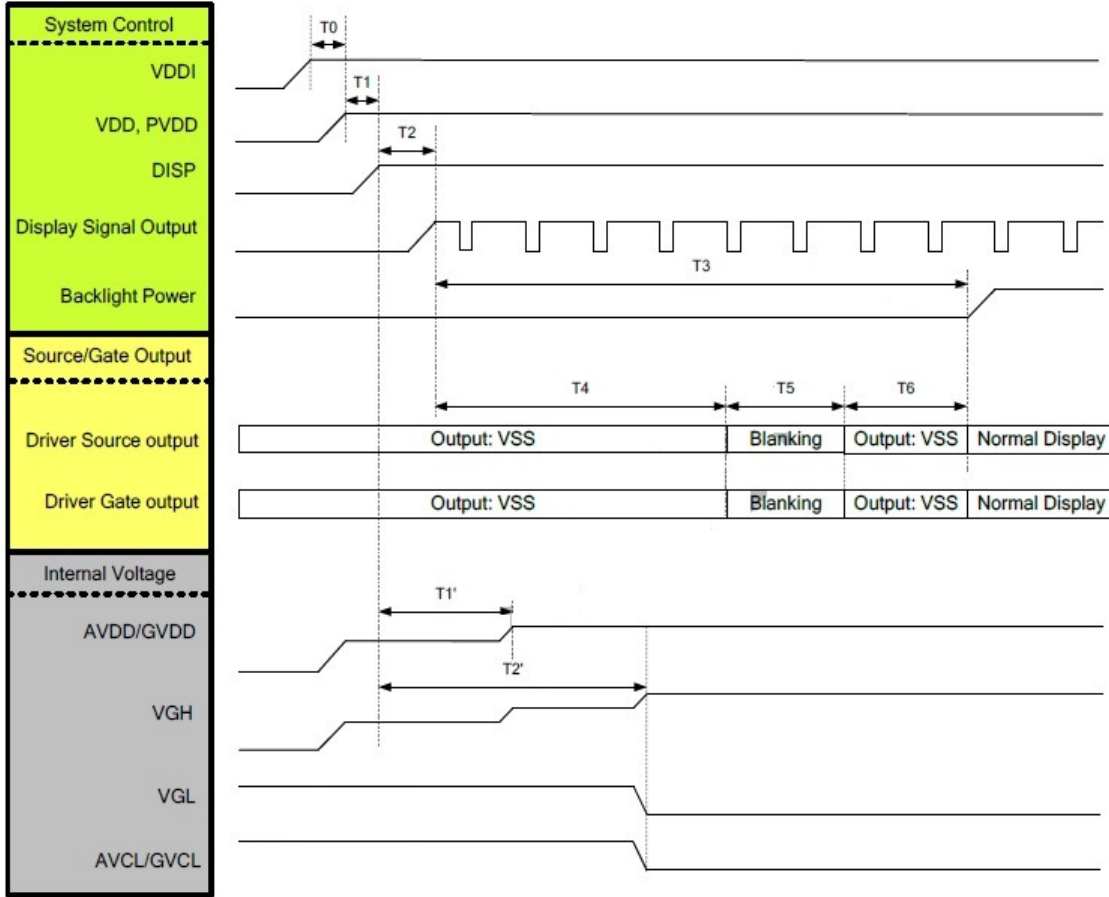 System Control
T0
VDDI
T1
VDD, PVDD
T2
DISP
Display Signal Output
T3
Backlight Power
Source/Gate Output
T4 T5 T6
Driver Source output Output: VSS Blanking Output: VSS Normal Display
Driver Gate output Output: VSS Blanking Output: VSS Normal Display
Internal Voltage
T1'
AVDD/GVDD
T2'
VGH
VGL
AVCL/GVCL